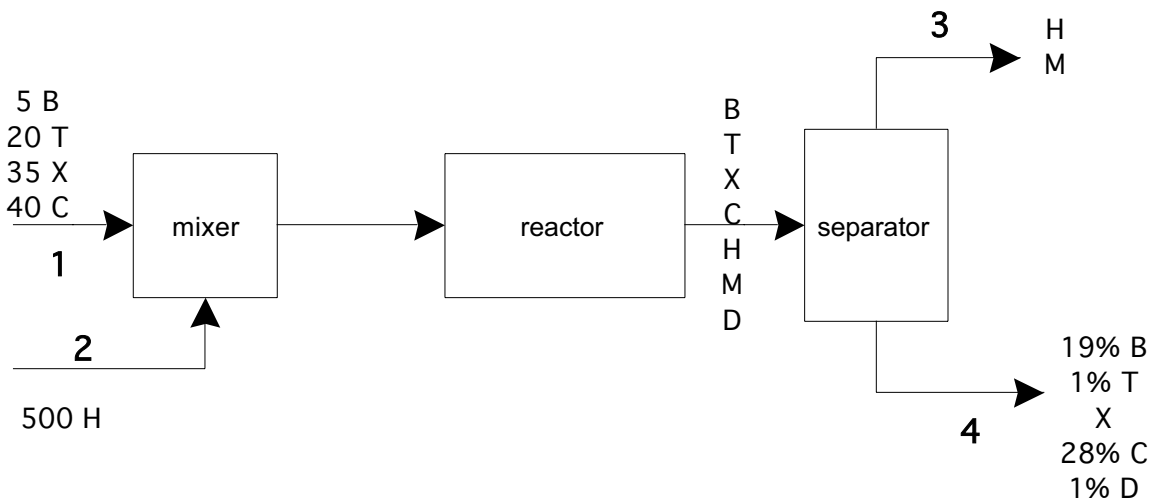 5 B
20 T
35 X
40 C
1
mixer
2
500 H
reactor
B
T
X
C
H
M
D
separator
3
H
M
4
19% B
1% T
X
28% C
1% D